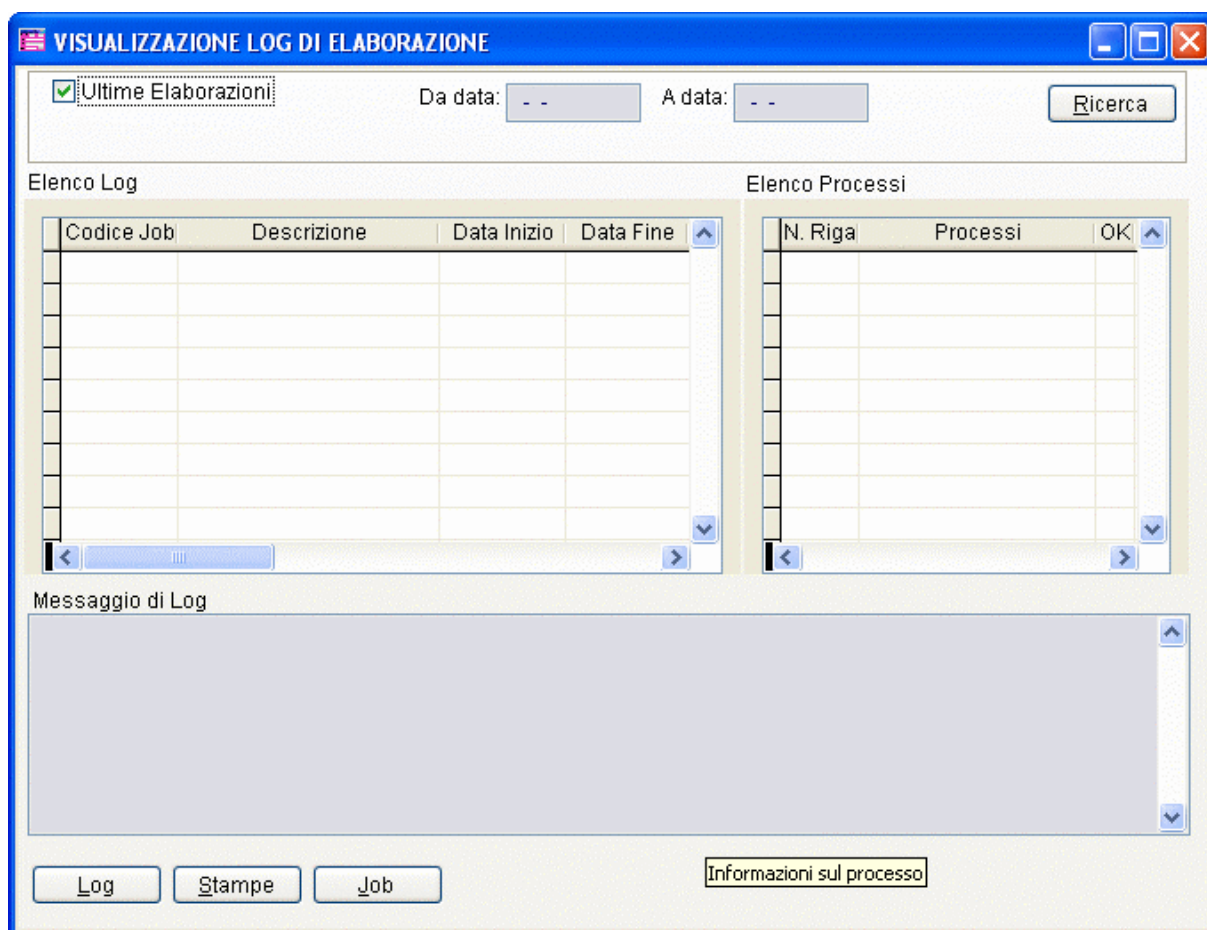 VISUALIZZAZIONE LOG DI ELABORAZIONE
Ultime Elaborazioni Da data: - - A data: - - Ricerca
Elenco Log Elenco Processi
Codice Job Descrizione Data Inizio Data Fine N. Riga Processi OK
Messaggio di Log
Log Stampe Job Informazioni sul processo